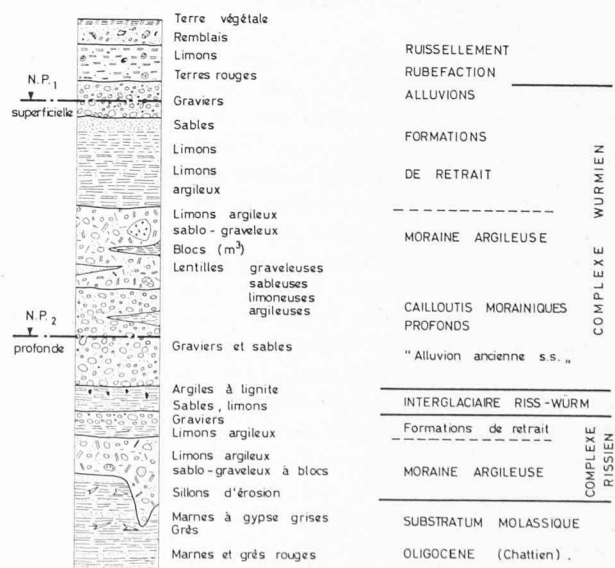 Terre végétale
Remblais
Limons
Terres rouges
N.P.1
superficielle
Graviers
Sables
Limons
Limons
argileux
Limons argileux
sablo - graveleux
Blocs (m³)
Lentilles graveleuses
sableuses
limoneuses
argileuses
N.P.2
profonde
Graviers et sables
Argiles à lignite
Sables, limons
Graviers
Limons argileux
Limons argileux
sablo-graveleux à blocs
Sillons d'érosion
Marnes à gypse grises
Grès
Marnes et grès rouges
RUISSELLEMENT
RUBEFACTION
ALLUVIONS
FORMATIONS
DE RETRAIT
MORAINE ARGILEUSE
CAILLOUTIS MORAINIQUES
PROFONDS
"Alluvion ancienne s.s. „
INTERGLACIAIRE RISS-WÜRM
Formations de retrait
MORAINE ARGILEUSE
SUBSTRATUM MOLASSIQUE
OLIGOCENE (Chattien) .
COMPLEXE WURMIEN
COMPLEXE
RISSIEN